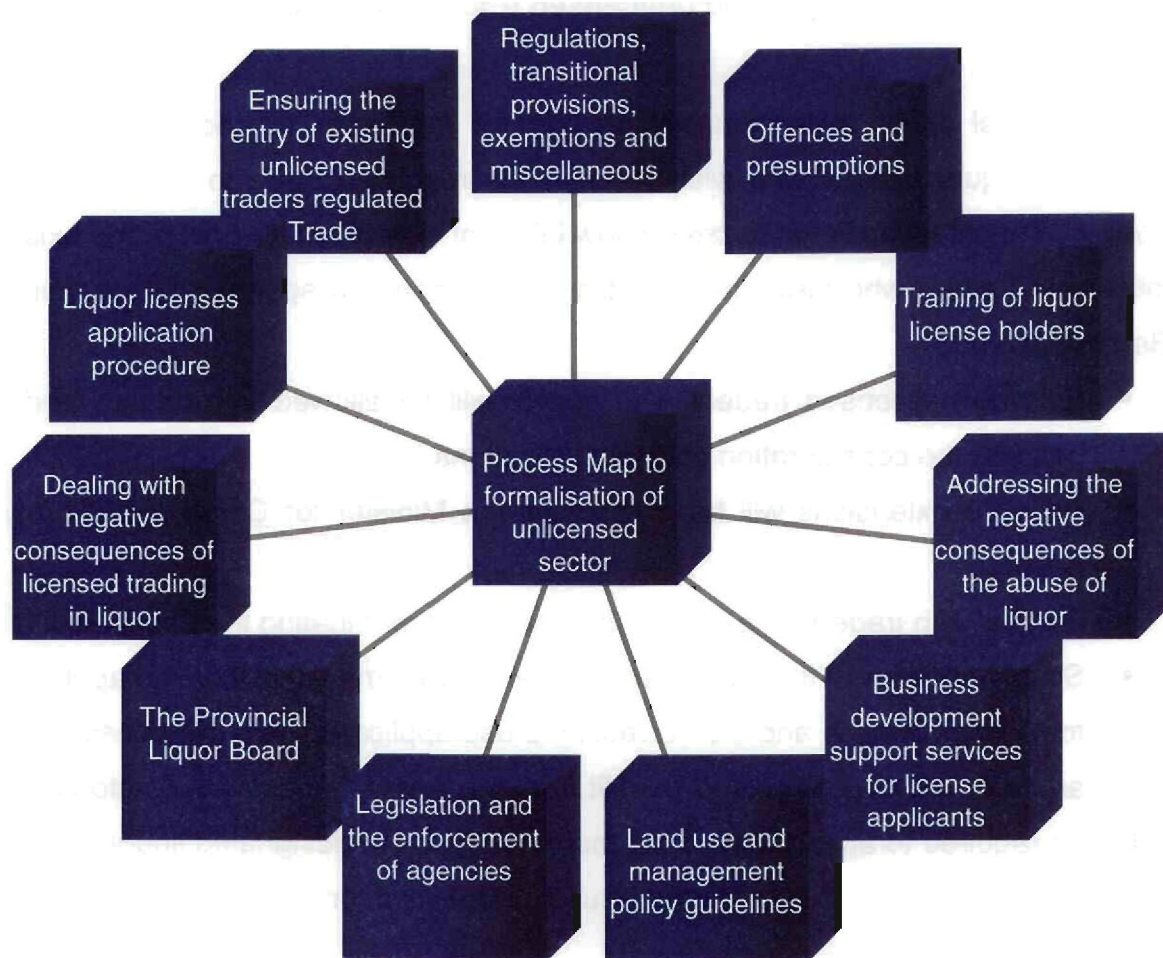 Regulations,
transitional
provisions,
exemptions and
miscellaneous
Offences and
presumptions
Training of liquor
license holders
Addressing the
negative
consequences of
the abuse of
liquor
Business
development
support services
for license
applicants
Land use and
management
policy guidelines
Legislation and
the enforcement
of agencies
The Provincial
Liquor Board
Dealing with
negative
consequences of
licensed trading
in liquor
Liquor licenses
application
procedure
Ensuring the
entry of existing
unlicensed
traders regulated
Trade
Process Map to
formalisation of
unlicensed
sector